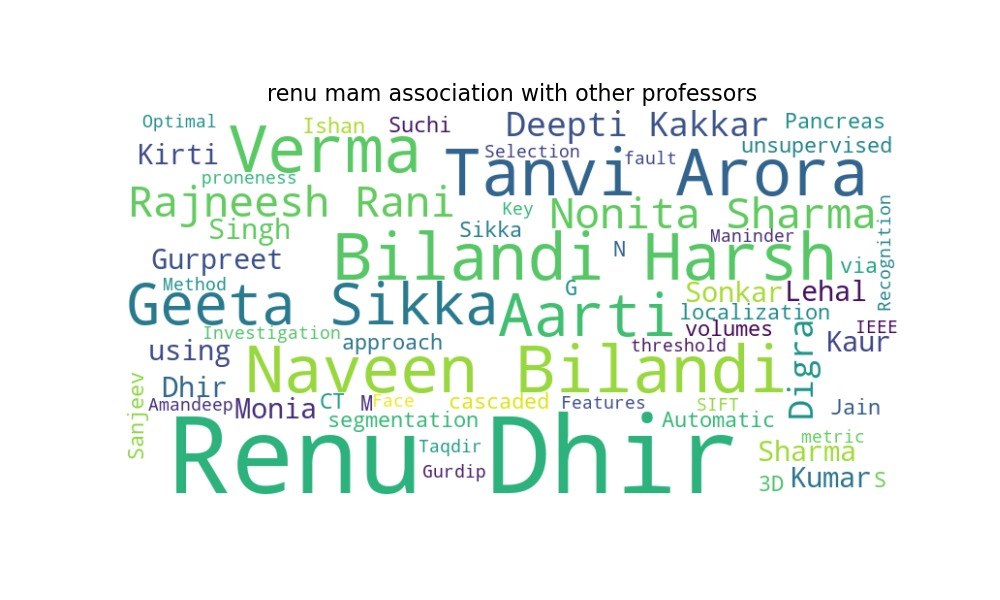 renu mam association with other professors
Optimal Ishan Suchi Deepti Kakkar Pancreas
Kirti Verma Selection fault unsupervised
proneness Tanvi Arora
Rajneesh Rani Key Nonita Sharma Recognition
Singh Sikka N Maninder
Gurpreet Bilandi Harsh via
Method G Sonkar Lehal
Geeta Sikka Aarti localization
Investigation approach volumes IEEE
using threshold Digra Kaur
Naveen Bilandi
Dhir
Sanjeev Amandeep Monia CT M Face cascaded Features SIFT Jain
segmentation Automatic
Renu Dhir Taqdir metric
Gurdip Sharma
3D Kumar S